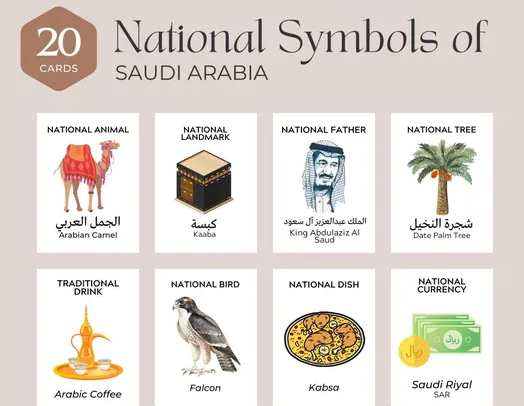 20
CARDS
National Symbols of
SAUDI ARABIA
NATIONAL ANIMAL
الجمل العربي
Arabian Camel
NATIONAL
LANDMARK
كبسة
Kaaba
NATIONAL FATHER
الملك عبدالعزيز آل سعود
King Abdulaziz Al
Saud
NATIONAL TREE
شجرة النخيل
Date Palm Tree
TRADITIONAL
DRINK
Arabic Coffee
NATIONAL BIRD
Falcon
NATIONAL DISH
Kabsa
NATIONAL
CURRENCY
ريال
ريال
Saudi Riyal
SAR